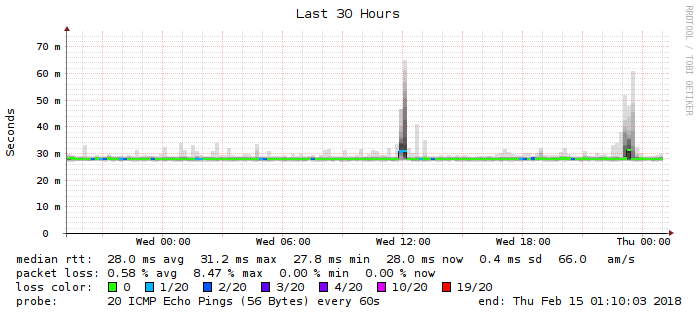 Last 30 Hours
RRDTOOL / TOBI OETIKER
Seconds
70 m
60 m
50 m
40 m
30 m
20 m
10 m
0
Wed 00:00 Wed 06:00 Wed 12:00 Wed 18:00 Thu 00:00
median rtt: 28.0 ms avg 31.2 ms max 27.8 ms min 28.0 ms now 0.4 ms sd 66.0 am/s
packet loss: 0.58 % avg 8.47 % max 0.00 % min 0.00 % now
loss color: 0 1/20 2/20 3/20 4/20 10/20 19/20
probe: 20 ICMP Echo Pings (56 Bytes) every 60s end: Thu Feb 15 01:10:03 2018